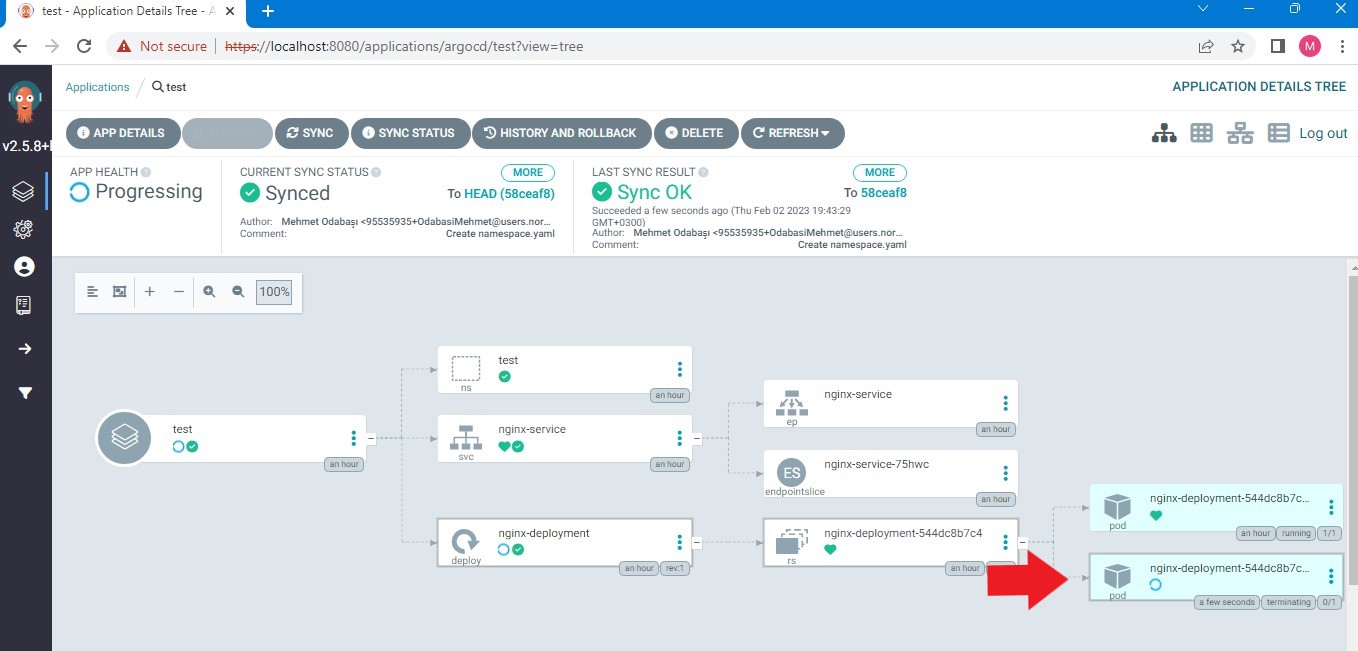 test - Application Details Tree - A
Not secure https://localhost:8080/applications/argocd/test?view=tree
M
Applications / test
APPLICATION DETAILS TREE
v2.5.8+
APP DETAILS
SYNC
SYNC STATUS
HISTORY AND ROLLBACK
DELETE
REFRESH
Log out
APP HEALTH
Progressing
CURRENT SYNC STATUS
MORE
Synced
To HEAD (58ceaf8)
Author: Mehmet Odabaşı <95535935+OdabasiMehmet@users.nor...
Comment: Create namespace.yaml
LAST SYNC RESULT
MORE
Sync OK
To 58ceaf8
Succeeded a few seconds ago (Thu Feb 02 2023 19:43:29
GMT+0300)
Author: Mehmet Odabaşı <95535935+OdabasiMehmet@users.nor...
Comment: Create namespace.yaml
100%
test
ns
an hour
nginx-service
ep
an hour
test
an hour
nginx-service
svc
an hour
nginx-service-75hwc
ES
endpointslice
an hour
nginx-deployment-544dc8b7c...
pod
an hour running 1/1
nginx-deployment
deploy
an hour rev:1
nginx-deployment-544dc8b7c4
rs
an hour
nginx-deployment-544dc8b7c...
pod
a few seconds terminating 0/1